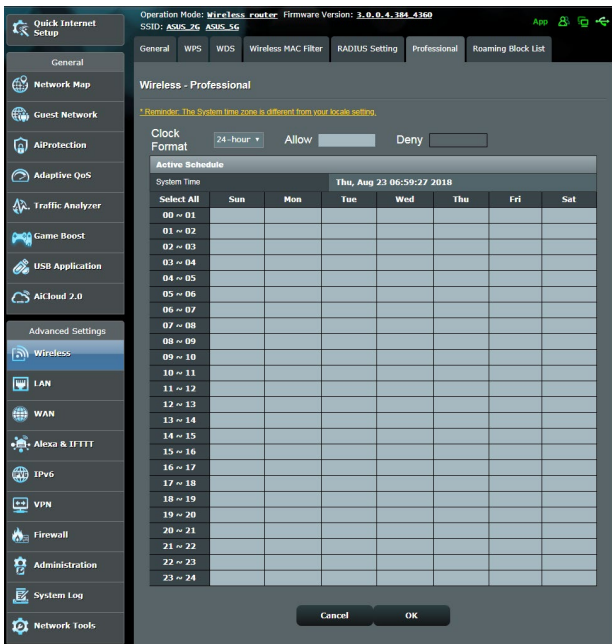 Quick Internet
Setup
Operation Mode: Wireless router Firmware Version: 3.0.0.4.384_4360
SSID: ASUS_2G ASUS_5G
App
General
WPS
WDS
Wireless MAC Filter
RADIUS Setting
Professional
Roaming Block List
General
Network Map
Guest Network
AiProtection
Adaptive QoS
Traffic Analyzer
Game Boost
USB Application
AiCloud 2.0
Advanced Settings
Wireless
LAN
WAN
Alexa & IFTTT
IPv6
VPN
Firewall
Administration
System Log
Network Tools
Wireless - Professional
* Reminder: The System time zone is different from your locale setting.
Clock
Format
24-hour
Allow
Deny
Active Schedule
System Time Thu, Aug 23 06:59:27 2018
Select All Sun Mon Tue Wed Thu Fri Sat
00 ~ 01
01 ~ 02
02 ~ 03
03 ~ 04
04 ~ 05
05 ~ 06
06 ~ 07
07 ~ 08
08 ~ 09
09 ~ 10
10 ~ 11
11 ~ 12
12 ~ 13
13 ~ 14
14 ~ 15
15 ~ 16
16 ~ 17
17 ~ 18
18 ~ 19
19 ~ 20
20 ~ 21
21 ~ 22
22 ~ 23
23 ~ 24
Cancel OK